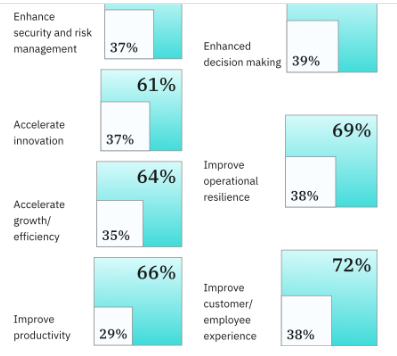 Enhance
security and risk
management
37%
Enhanced
decision making
39%
61%
Accelerate
innovation
37%
69%
Improve
operational
resilience
38%
64%
Accelerate
growth/
efficiency
35%
66%
Improve
productivity
29%
72%
Improve
customer/
employee
experience
38%